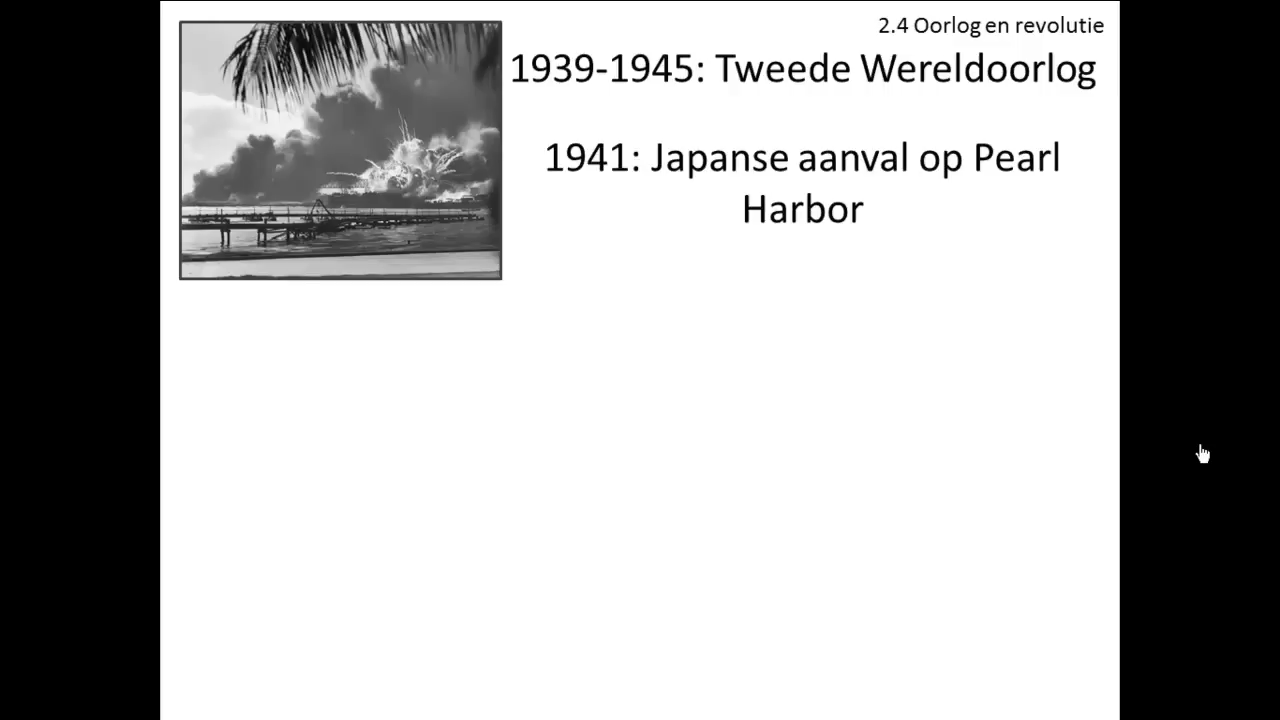 2.4 Oorlog en revolutie
1939-1945: Tweede Wereldoorlog
1941: Japanse aanval op Pearl
Harbor